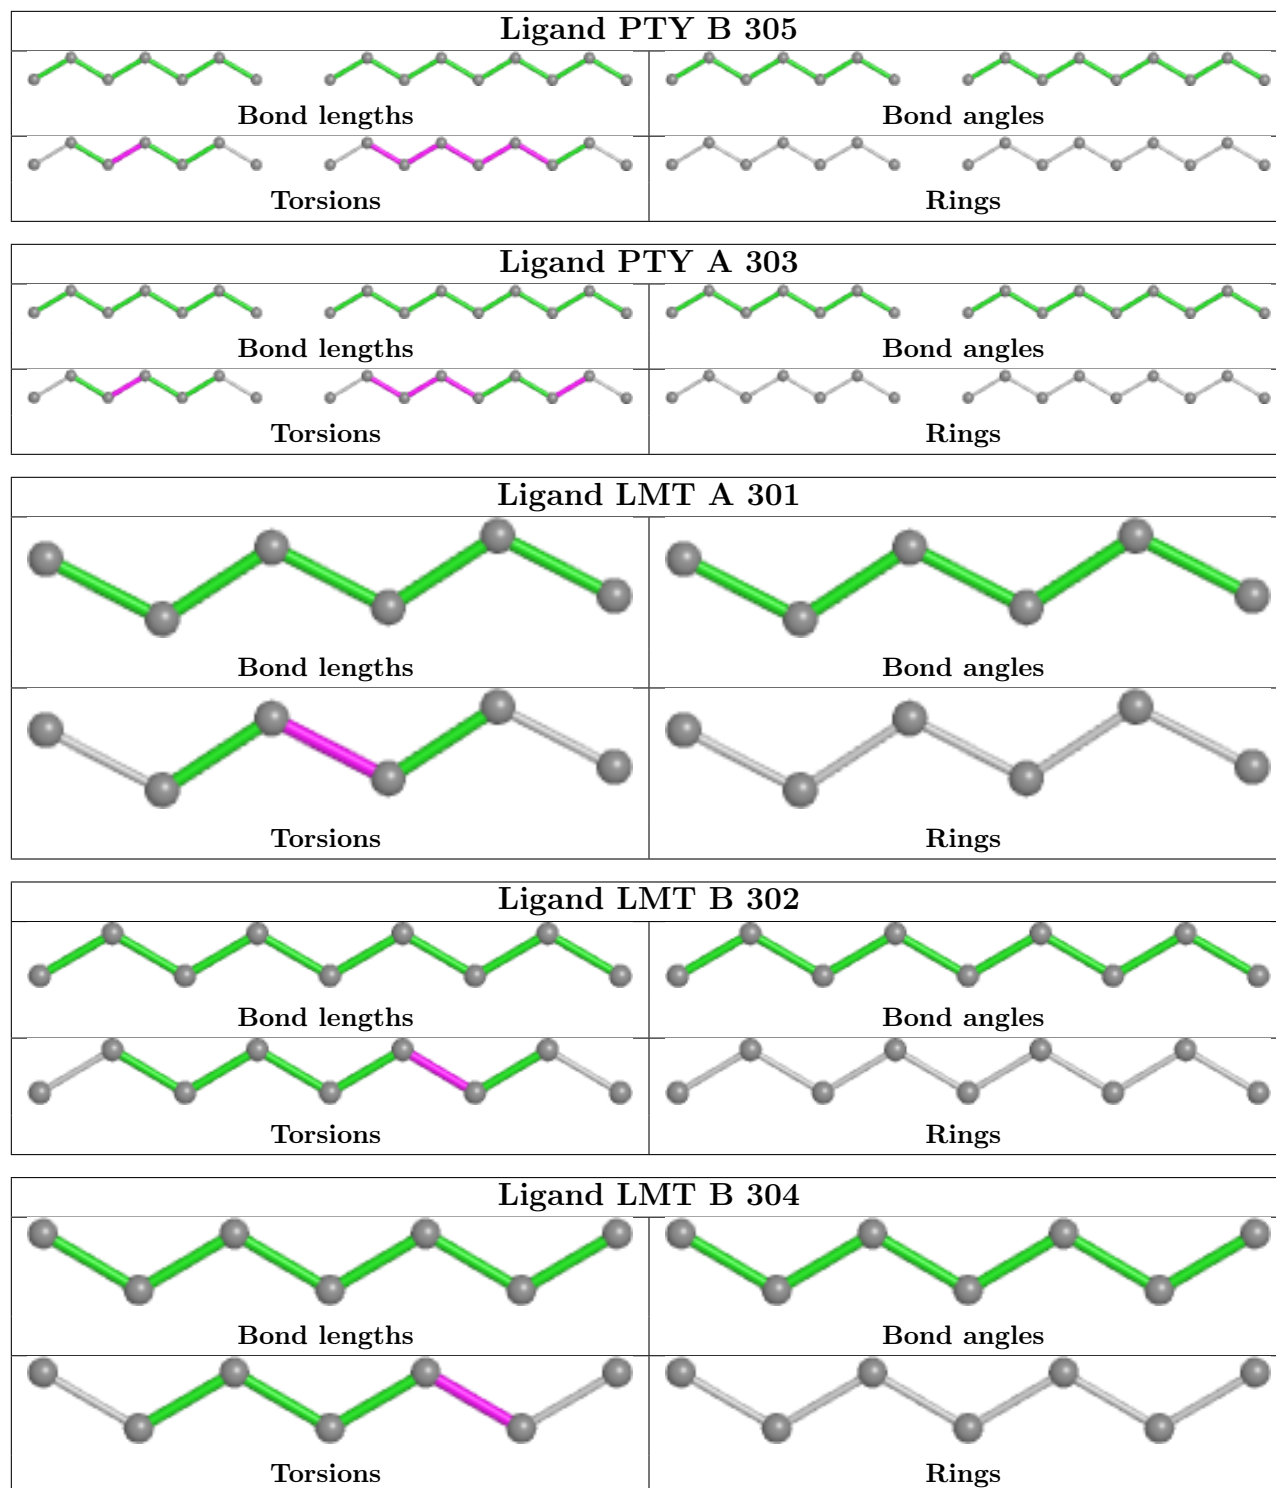 Ligand PTY B 305
Bond lengths
Bond angles
Torsions
Rings
Ligand PTY A 303
Bond lengths
Bond angles
Torsions
Rings
Ligand LMT A 301
Bond lengths
Bond angles
Torsions
Rings
Ligand LMT B 302
Bond lengths
Bond angles
Torsions
Rings
Ligand LMT B 304
Bond lengths
Bond angles
Torsions
Rings